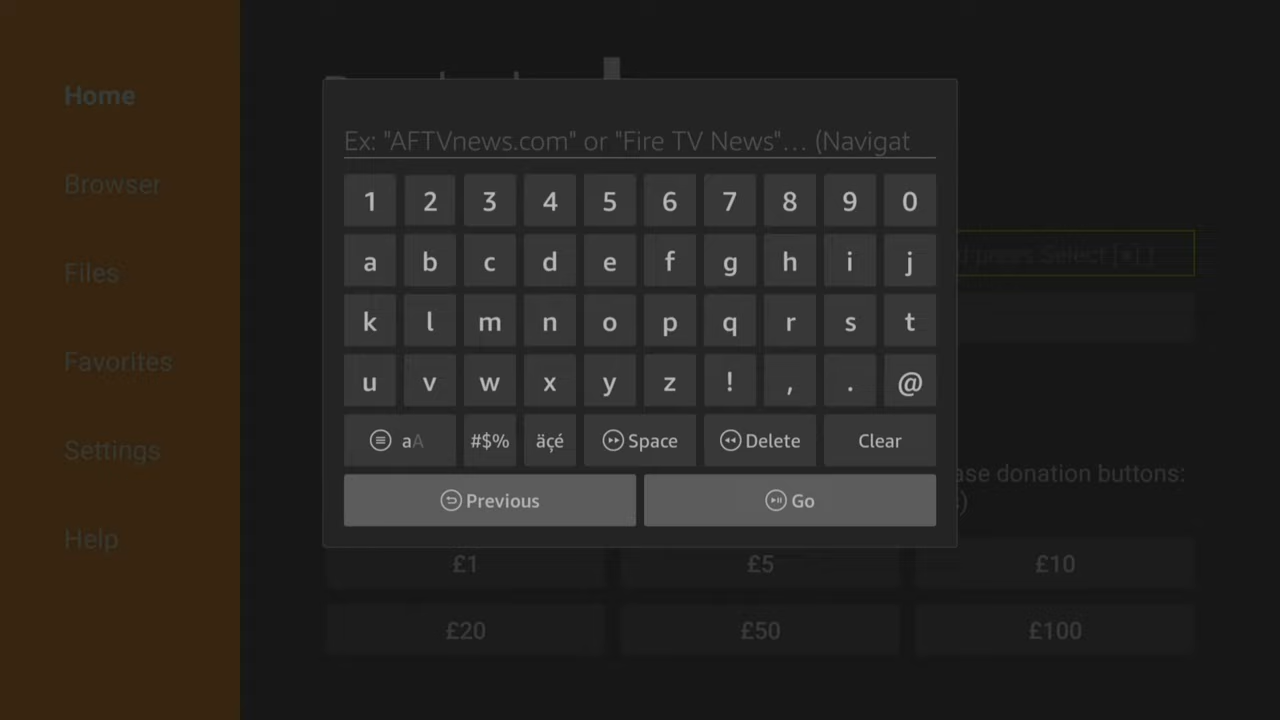 Home
Browser
Files
Favorites
Settings
Help
Ex: "AFTVnews.com" or "Fire TV News"... (Navigat
1 2 3 4 5 6 7 8 9 0
a b c d e f g h i j
k l m n o p q r s t
u v w x y z ! , . @
aA #$% äçé Space Delete Clear
Previous Go
press Select [•]
ase donation buttons:
)
£1 £5 £10
£20 £50 £100